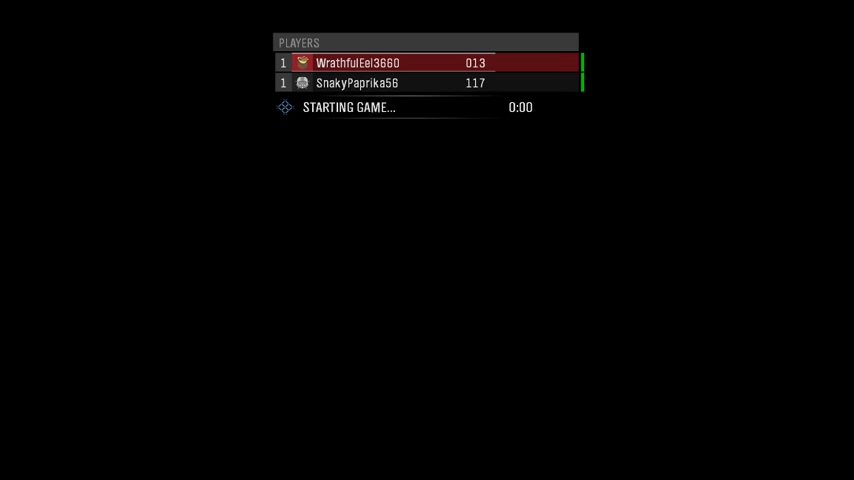 PLAYERS
1 WrathfulEel3660 013
1 SnakyPaprika56 117
STARTING GAME... 0:00